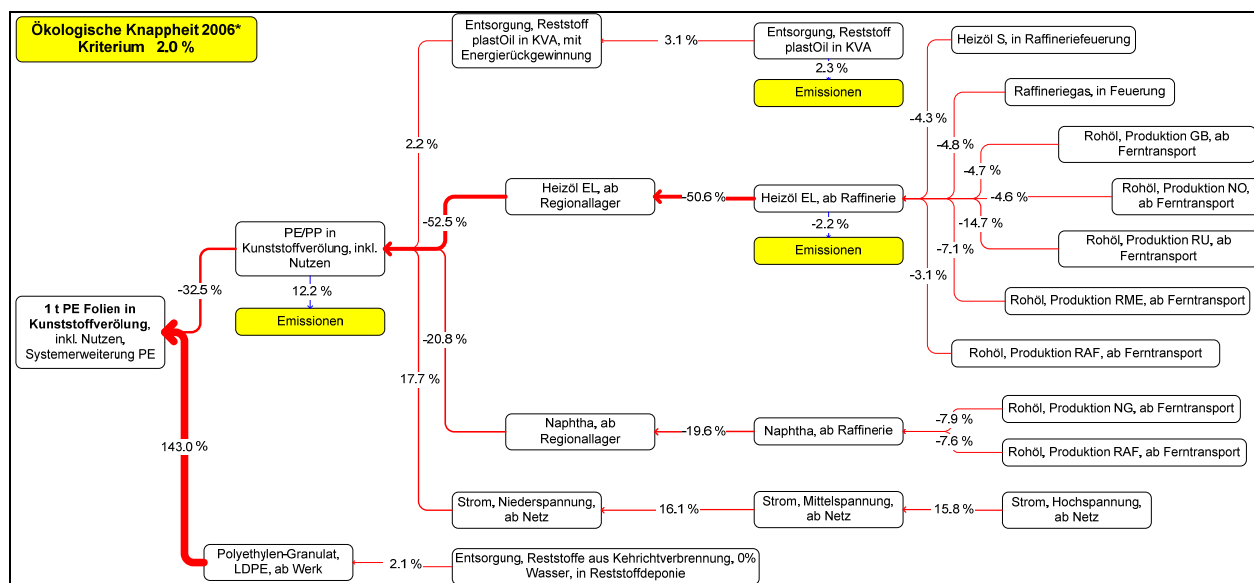 Ökologische Knappheit 2006*
Kriterium 2.0 %
Entsorgung, Reststoff
plastOil in KVA, mit
Energierückgewinnung
3.1 %
Entsorgung, Reststoff
plastOil in KVA
2.3 %
Emissionen
Heizöl S, in Raffineriefeuerung
-4.3 %
Raffineriegas, in Feuerung
-4.8 %
Rohöl, Produktion GB, ab
Ferntransport
-4.7 %
2.2 %
Heizöl EL, ab
Regionallager
-50.6 %
Heizöl EL, ab Raffinerie
-4.6 %
Rohöl, Produktion NO,
ab Ferntransport
-52.5 %
-2.2 %
Emissionen
-14.7 %
Rohöl, Produktion RU, ab
Ferntransport
-7.1 %
-3.1 %
PE/PP in
Kunststoffverölung, inkl.
Nutzen
-32.5 %
12.2 %
Emissionen
Rohöl, Produktion RME, ab Ferntransport
1 t PE Folien in
Kunststoffverölung,
inkl. Nutzen,
Systemerweiterung PE
-20.8 %
Rohöl, Produktion RAF, ab Ferntransport
17.7 %
Naphtha, ab
Regionallager
-19.6 %
Naphtha, ab Raffinerie
-7.9 %
Rohöl, Produktion NG, ab Ferntransport
-7.6 %
Rohöl, Produktion RAF, ab Ferntransport
143.0 %
Strom, Niederspannung,
ab Netz
16.1 %
Strom, Mittelspannung,
ab Netz
15.8 %
Strom, Hochspannung,
ab Netz
Polyethylen-Granulat,
LDPE, ab Werk
2.1 %
Entsorgung, Reststoffe aus Kehrichtverbrennung, 0%
Wasser, in Reststoffdeponie